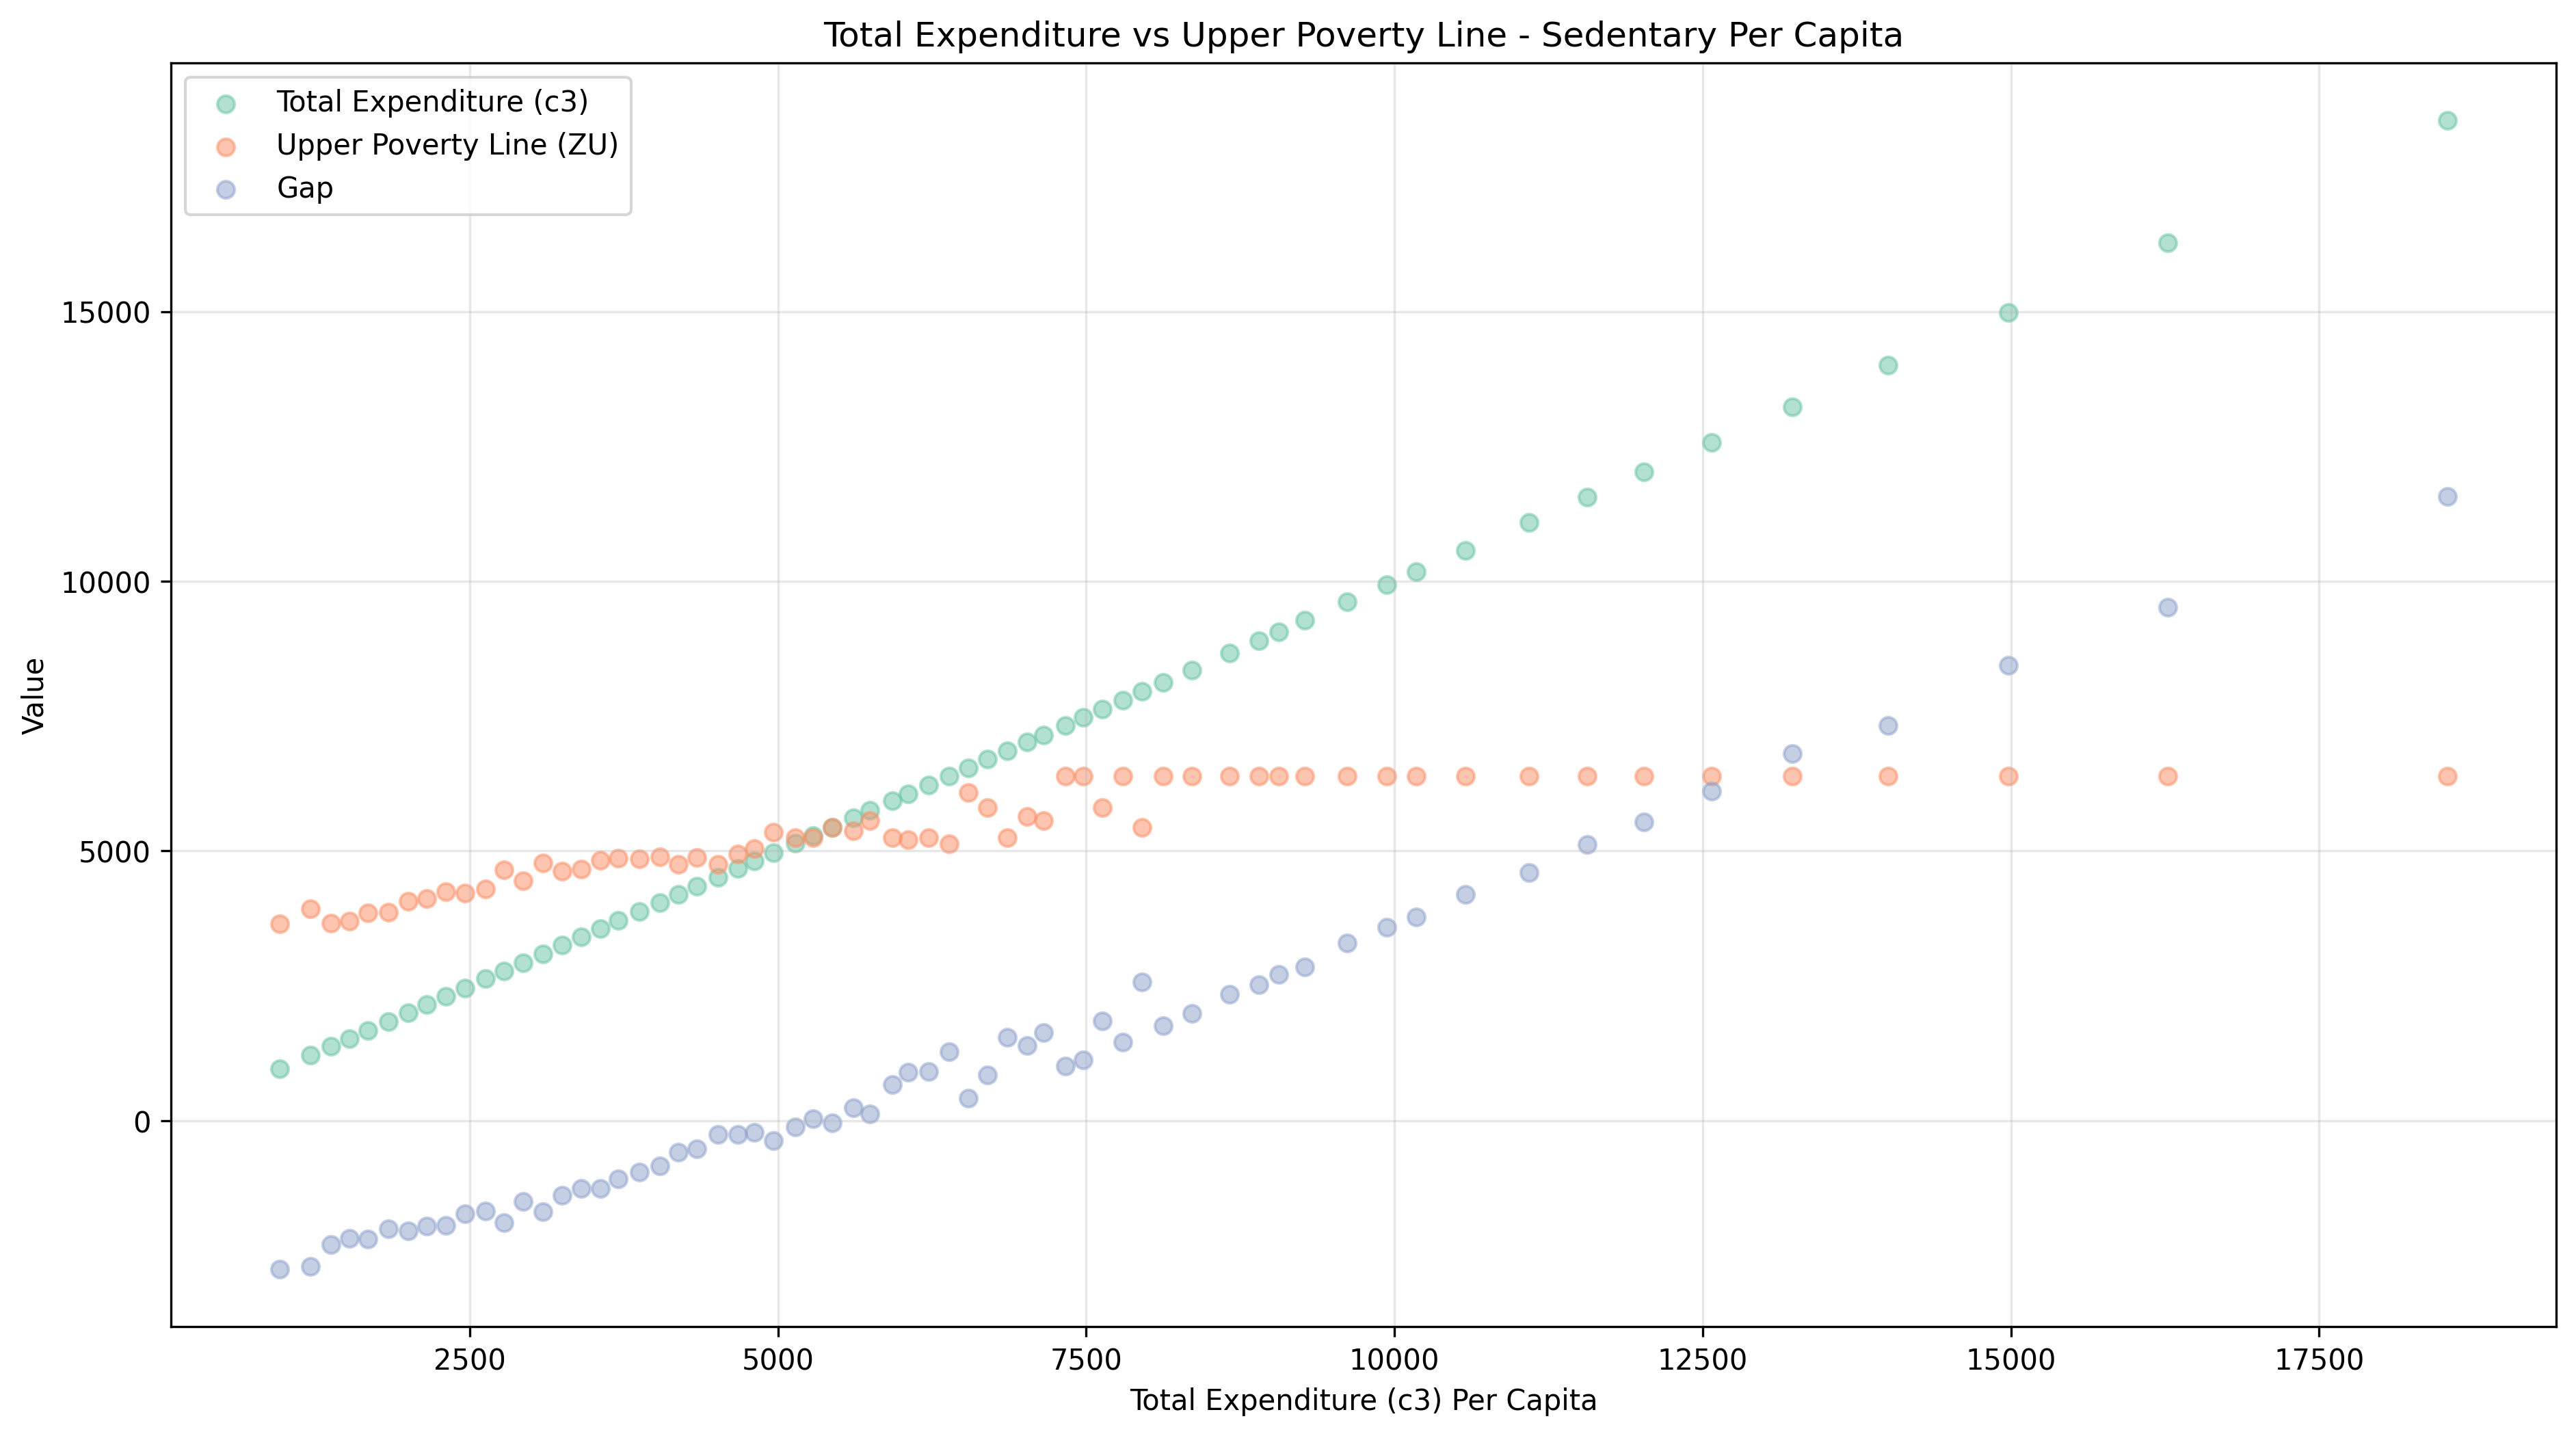 Total Expenditure vs Upper Poverty Line - Sedentary Per Capita
Total Expenditure (c3)
Upper Poverty Line (ZU)
Gap
15000
10000
5000
0
Value
2500 5000 7500 10000 12500 15000 17500
Total Expenditure (c3) Per Capita